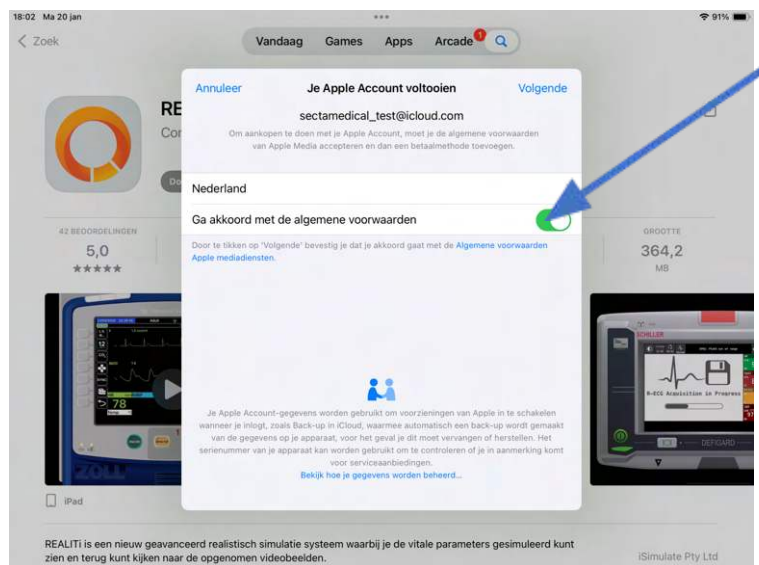 18:02 Ma 20 jan
91%
Zoek
Vandaag Games Apps Arcade 1
Annuleer Je Apple Account voltooien Volgende
sectamedical_test@icloud.com
Om aankopen te doen met je Apple Account, moet je de algemene voorwaarden
van Apple Media accepteren en dan een betaalmethode toevoegen.
Nederland
Ga akkoord met de algemene voorwaarden
Door te tikken op 'Volgende' bevestig je dat je akkoord gaat met de Algemene voorwaarden
Apple mediadiensten.
RE
Co
Do
42 BEOORDELINGEN
5,0
★★★★★
GROOTTE
364,2
MB
12
78
ZOLL
SCHILLER
R-ECG Acquisition in Progress
DEFIGARD
Je Apple Account-gegevens worden gebruikt om voorzieningen van Apple in te schakelen
wanneer je inlogt, zoals Back-up in iCloud, waarmee automatisch een back-up wordt gemaakt
van de gegevens op je apparaat, voor het geval je dit moet vervangen of herstellen. Het
serienummer van je apparaat kan worden gebruikt om te controleren of je in aanmerking komt
voor serviceaanbiedingen.
Bekijk hoe je gegevens worden beheerd...
iPad
REALITi is een nieuw geavanceerd realistisch simulatie systeem waarbij je de vitale parameters gesimuleerd kunt
zien en terug kunt kijken naar de opgenomen videobeelden.
iSimulate Pty Ltd